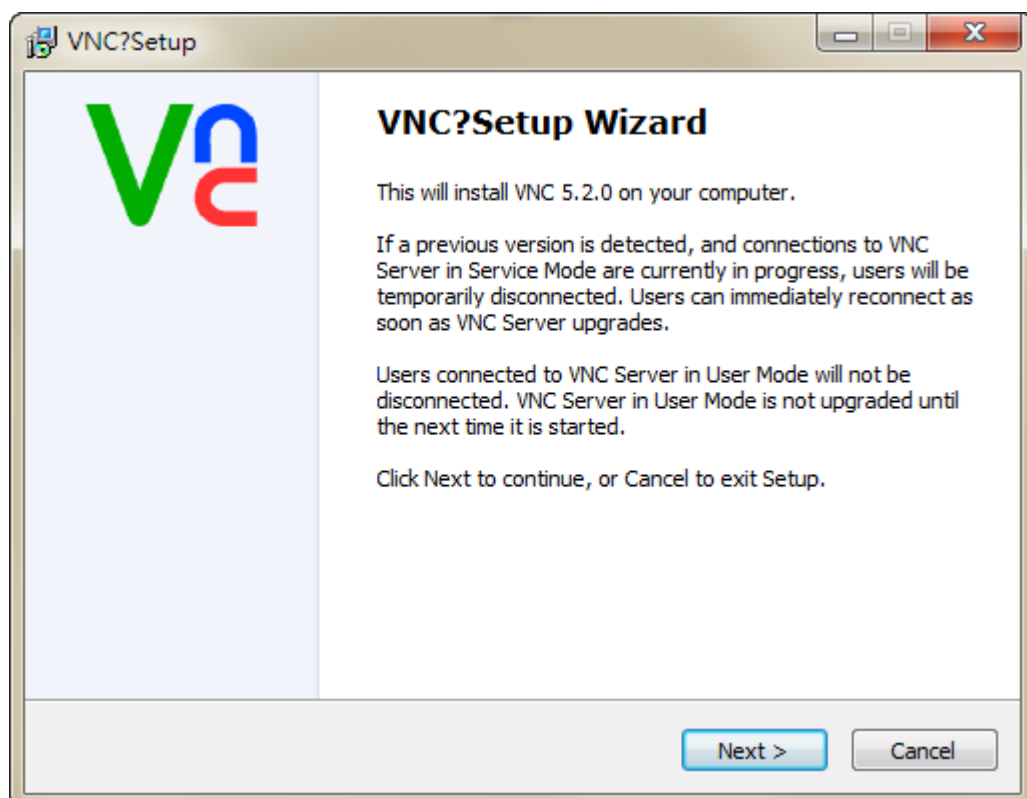 VNC?Setup
Vnc
VNC?Setup Wizard
This will install VNC 5.2.0 on your computer.
If a previous version is detected, and connections to VNC
Server in Service Mode are currently in progress, users will be
temporarily disconnected. Users can immediately reconnect as
soon as VNC Server upgrades.
Users connected to VNC Server in User Mode will not be
disconnected. VNC Server in User Mode is not upgraded until
the next time it is started.
Click Next to continue, or Cancel to exit Setup.
Next >
Cancel